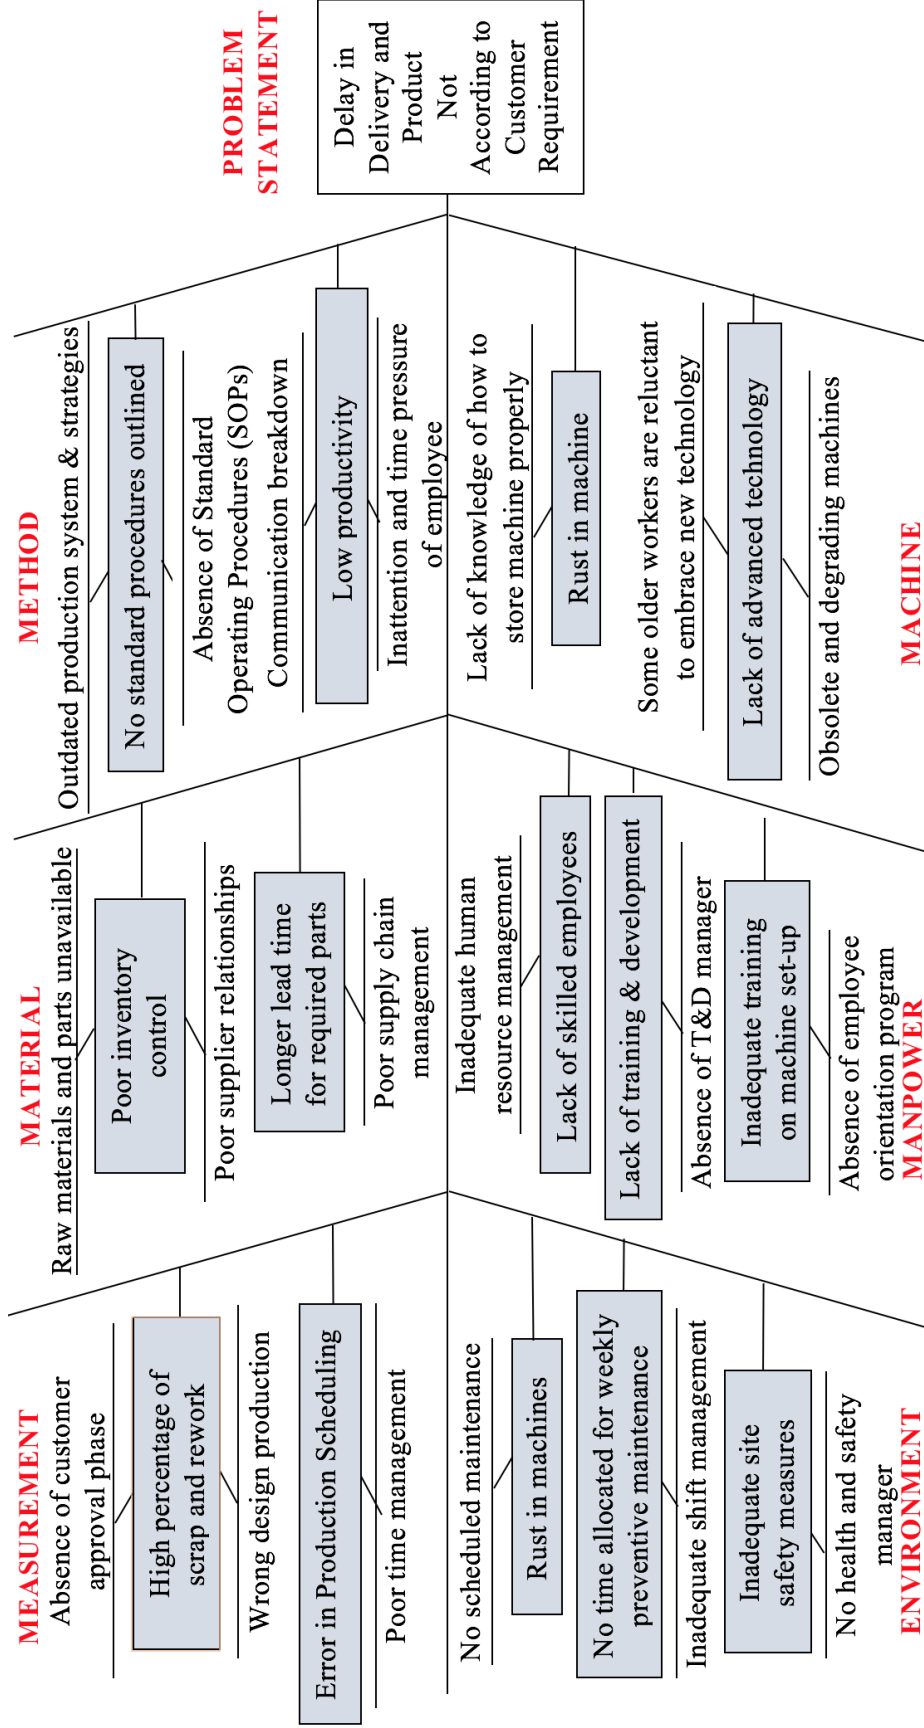 MEASUREMENT
Absence of customer
approval phase
High percentage of
scrap and rework
Wrong design production
Error in Production Scheduling
Poor time management
MATERIAL
Raw materials and parts unavailable
Poor inventory
control
Poor supplier relationships
Longer lead time
for required parts
Poor supply chain
management
METHOD
Outdated production system & strategies
No standard procedures outlined
Absence of Standard
Operating Procedures (SOPs)
Communication breakdown
Low productivity
Inattention and time pressure
of employee
PROBLEM
STATEMENT
Delay in
Delivery and
Product
Not
According to
Customer
Requirement
No scheduled maintenance
Rust in machines
No time allocated for weekly
preventive maintenance
Inadequate shift management
Inadequate site
safety measures
No health and safety
manager
ENVIRONMENT
Inadequate human
resource management
Lack of skilled employees
Lack of training & development
Absence of T&D manager
Inadequate training
on machine set-up
Absence of employee
orientation program
MANPOWER
Lack of knowledge of how to
store machine properly
Rust in machine
Some older workers are reluctant
to embrace new technology
Lack of advanced technology
Obsolete and degrading machines
MACHINE